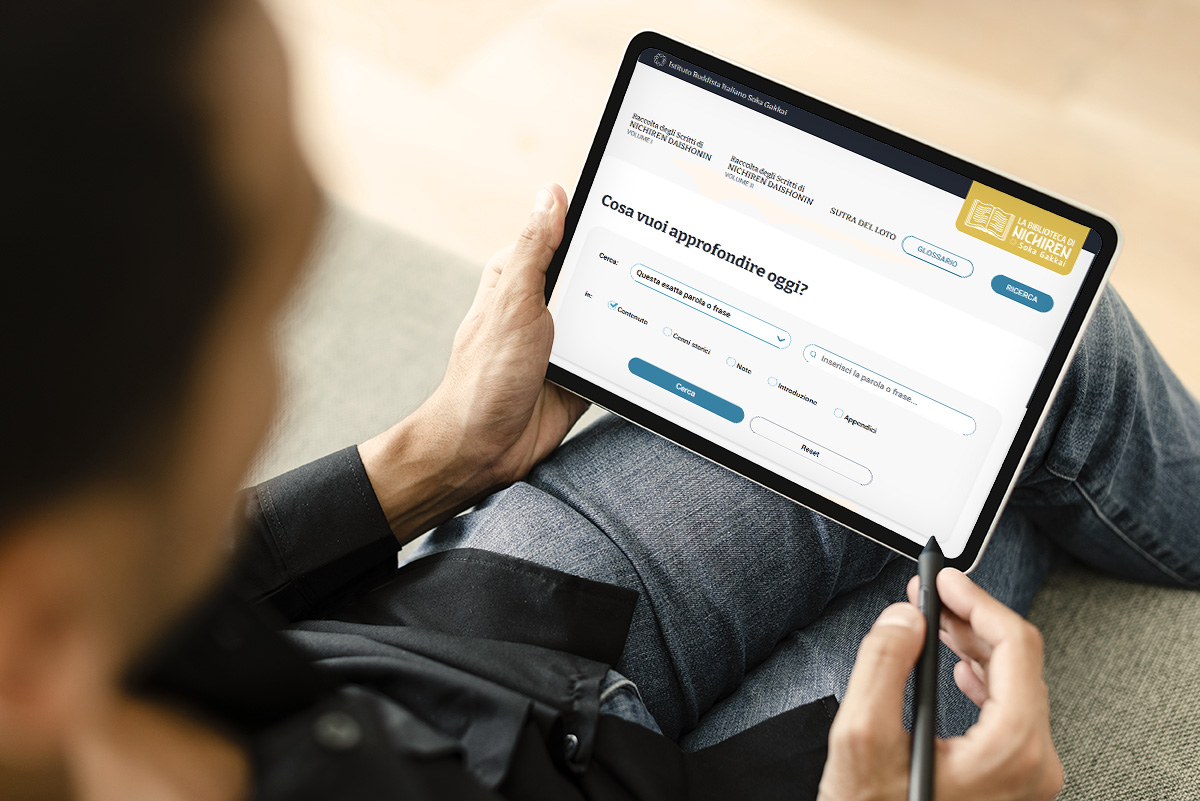 Istituto Buddista Italiano Soka Gakkai
Raccolta degli Scritti di
NICHIREN DAISHONIN
VOLUME I
Raccolta degli Scritti di
NICHIREN DAISHONIN
VOLUME II
SUTRA DEL LOTO
GLOSSARIO
RICERCA
LA BIBLIOTECA DI
NICHIREN
Soka Gakkai
Cosa vuoi approfondire oggi?
Cerca:
Questa esatta parola o frase
Inserisci la parola o frase...
in:
Contenuto
Cenni storici
Note
Introduzione
Appendici
Cerca
Reset